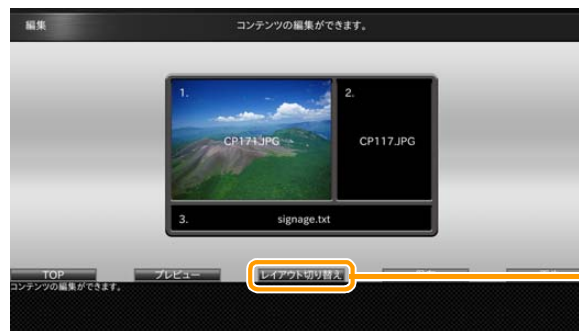 編集
コンテンツの編集ができます。
1.
2.
CP171.JPG
CP117.JPG
3.
signage.txt
TOP
プレビュー
レイアウト切り替え
コンテンツの編集ができます。